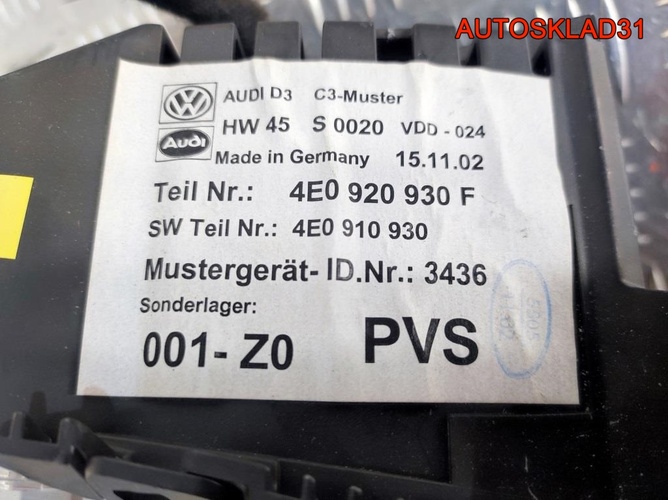 AUTOSKLAD31
AUDI D3 C3-Muster
HW 45 S 0020 VDD - 024
Audi
Made in Germany 15.11.02
Teil Nr.: 4E0 920 930 F
SW Teil Nr.: 4E0 910 930
Mustergerät- ID.Nr.: 3436
Sonderlager:
001- Z0 PVS